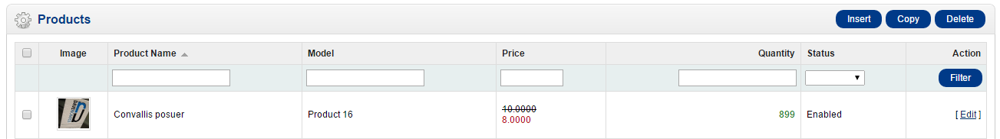 Products
Insert Copy Delete
Image Product Name Model Price Quantity Status Action
Filter
Convallis posuer Product 16 10.0000 899 Enabled [ Edit ]
8.0000